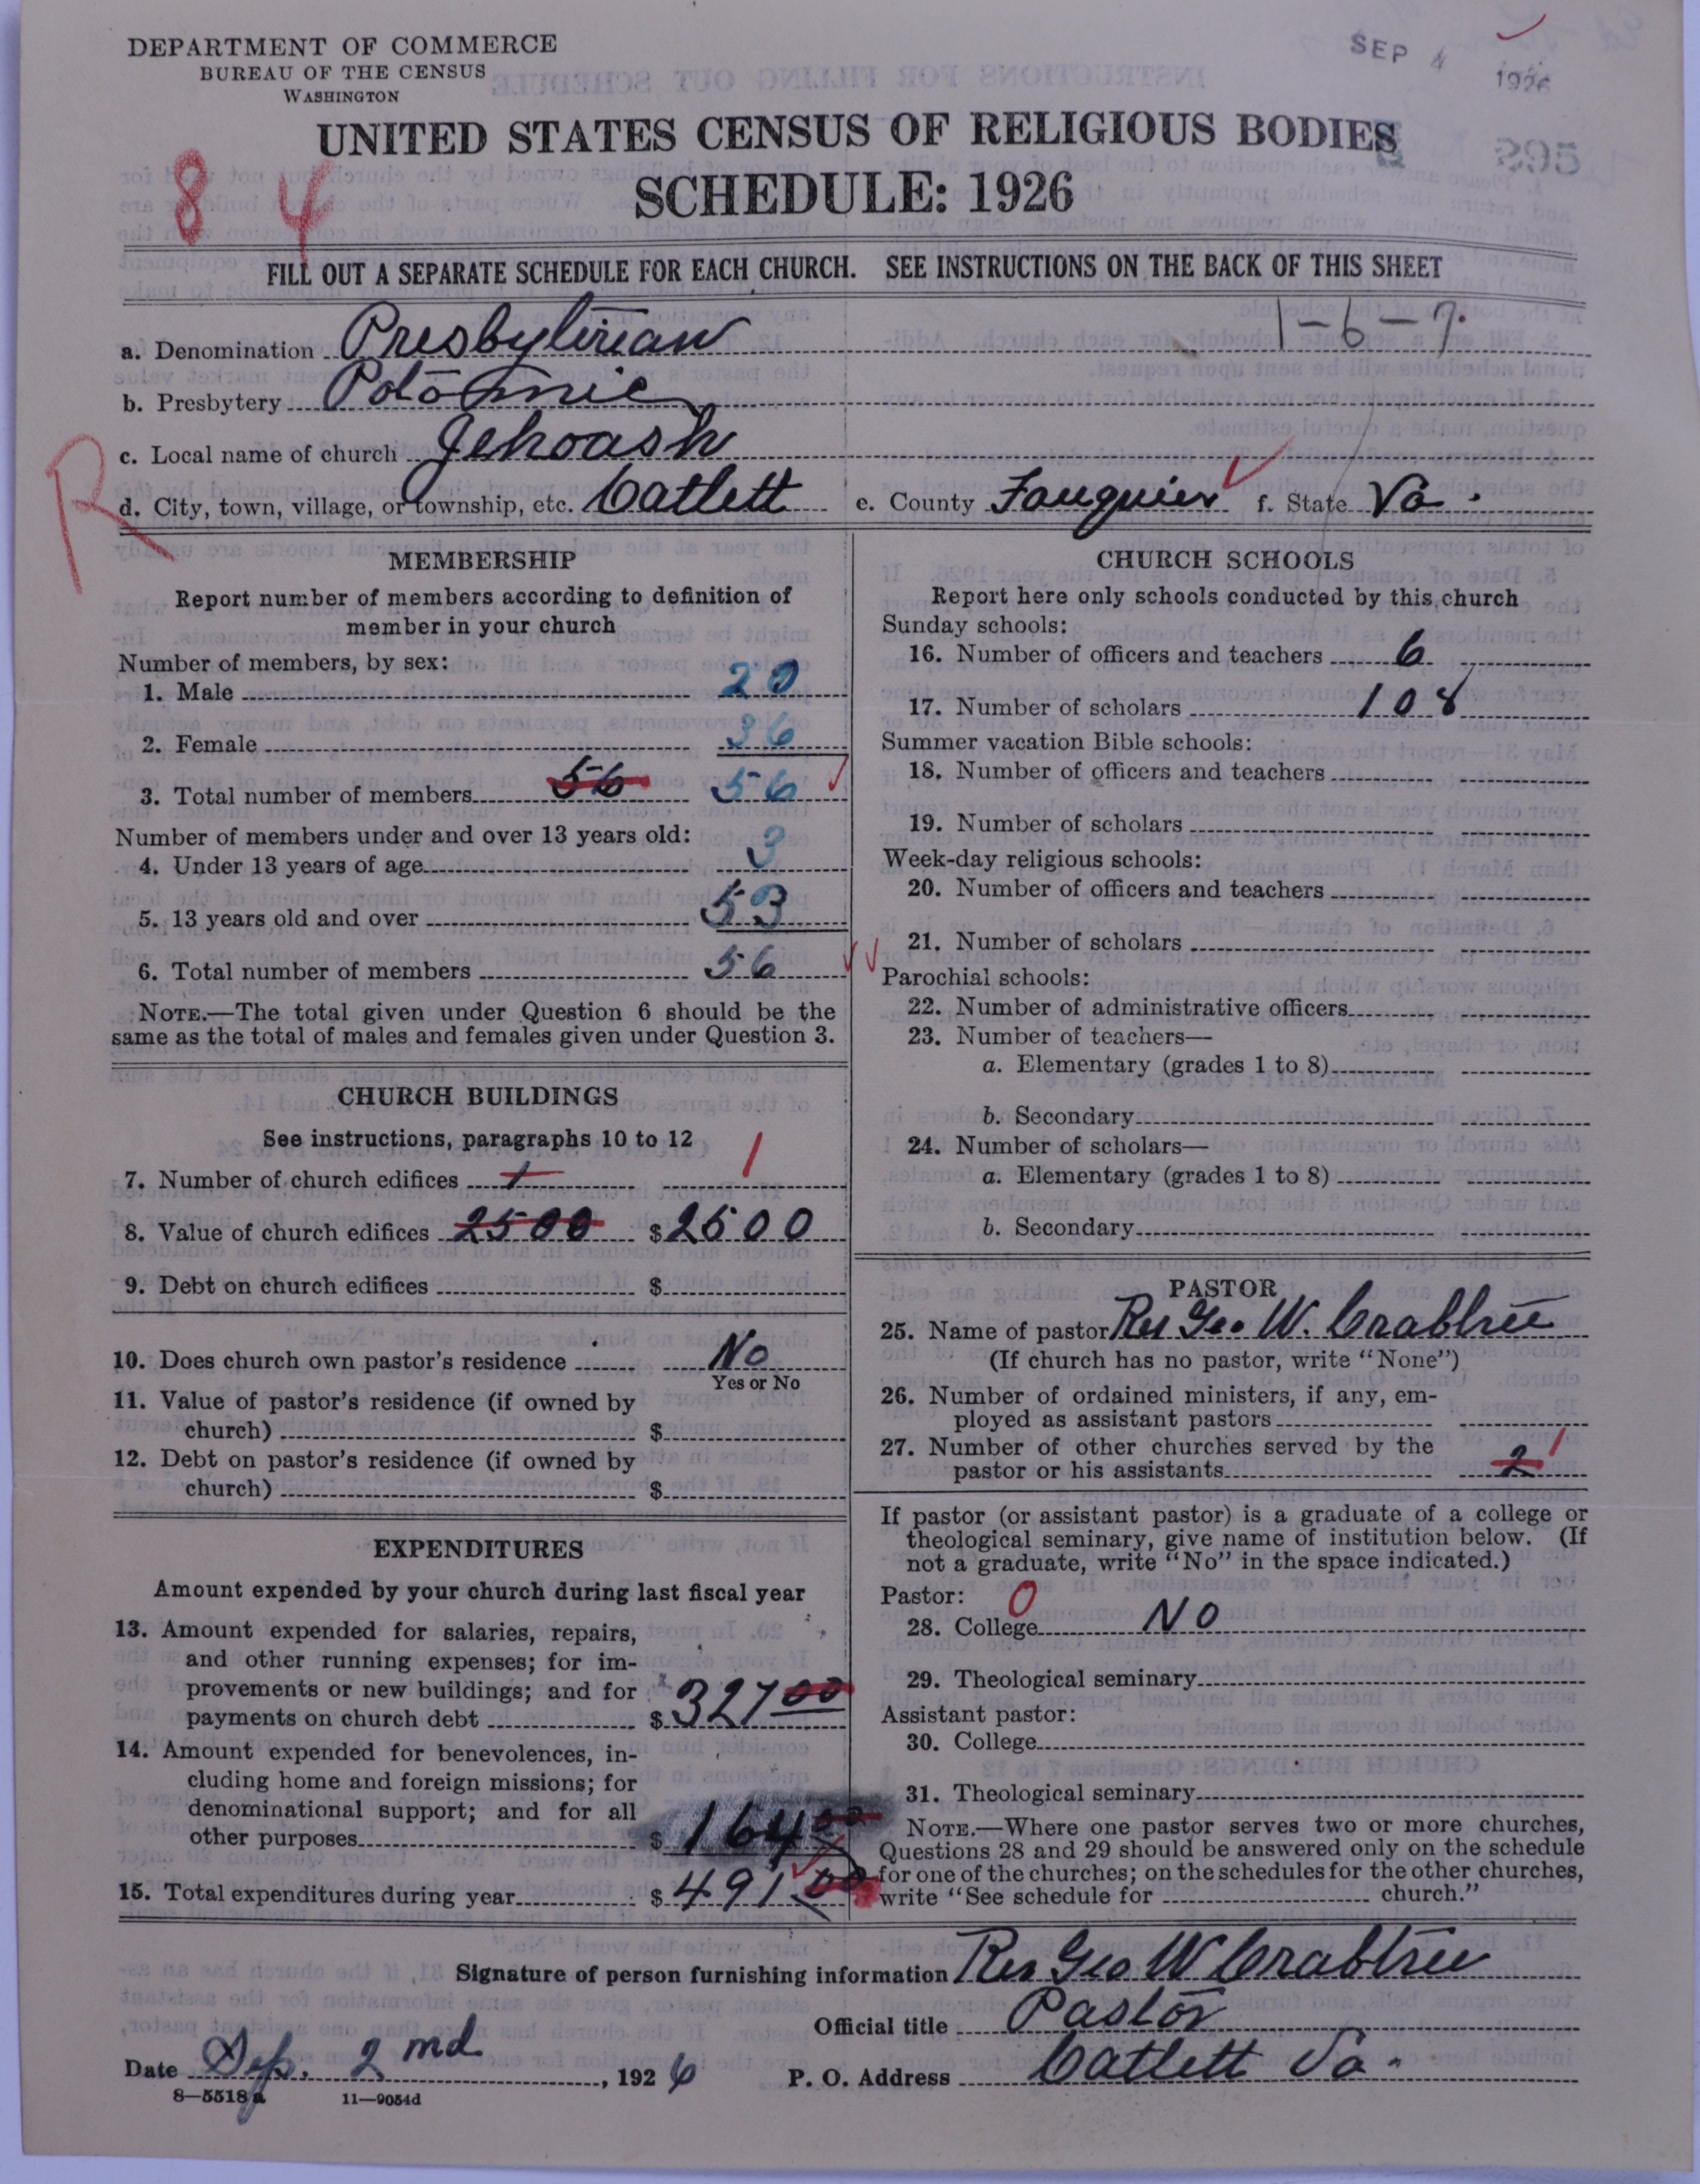 DEPARTMENT OF COMMERCE
BUREAU OF THE CENSUS
WASHINGTON
SEP 4 1926
UNITED STATES CENSUS OF RELIGIOUS BODIES
SCHEDULE: 1926
8 4
FILL OUT A SEPARATE SCHEDULE FOR EACH CHURCH. SEE INSTRUCTIONS ON THE BACK OF THIS SHEET
1-6-7.
a. Denomination Presbyterian
b. Presbytery Potomnic
c. Local name of church Jehoash
R
d. City, town, village, or township, etc. Catlett e. County Fauquier f. State Va.
MEMBERSHIP
Report number of members according to definition of
member in your church
Number of members, by sex:
1. Male 20
2. Female 36
3. Total number of members 56 56
Number of members under and over 13 years old:
4. Under 13 years of age 3
5. 13 years old and over 53
6. Total number of members 56
NOTE.—The total given under Question 6 should be the
same as the total of males and females given under Question 3.
CHURCH BUILDINGS
See instructions, paragraphs 10 to 12
7. Number of church edifices 1 1
8. Value of church edifices 2500 $2500
9. Debt on church edifices $
10. Does church own pastor's residence No
Yes or No
11. Value of pastor's residence (if owned by
church) $
12. Debt on pastor's residence (if owned by
church) $
EXPENDITURES
Amount expended by your church during last fiscal year
13. Amount expended for salaries, repairs,
and other running expenses; for im-
provements or new buildings; and for
payments on church debt $327 00
14. Amount expended for benevolences, in-
cluding home and foreign missions; for
denominational support; and for all
other purposes $164 00
15. Total expenditures during year $491 00
CHURCH SCHOOLS
Report here only schools conducted by this church
Sunday schools:
16. Number of officers and teachers 6
17. Number of scholars 108
Summer vacation Bible schools:
18. Number of officers and teachers
19. Number of scholars
Week-day religious schools:
20. Number of officers and teachers
21. Number of scholars
Parochial schools:
22. Number of administrative officers
23. Number of teachers—
a. Elementary (grades 1 to 8)
b. Secondary
24. Number of scholars—
a. Elementary (grades 1 to 8)
b. Secondary
PASTOR
25. Name of pastor Rev Geo. W. Crabtree
(If church has no pastor, write "None")
26. Number of ordained ministers, if any, em-
ployed as assistant pastors
27. Number of other churches served by the
pastor or his assistants 2 1
If pastor (or assistant pastor) is a graduate of a college or
theological seminary, give name of institution below. (If
not a graduate, write "No" in the space indicated.)
Pastor: 0
28. College NO
29. Theological seminary
Assistant pastor:
30. College
31. Theological seminary
NOTE.—Where one pastor serves two or more churches,
Questions 28 and 29 should be answered only on the schedule
for one of the churches; on the schedules for the other churches,
write "See schedule for church."
Signature of person furnishing information Rev Geo W Crabtree
Official title Pastor
Date Sep. 2nd, 1926 P. O. Address Catlett Va.
8—5518 a 11—9054d